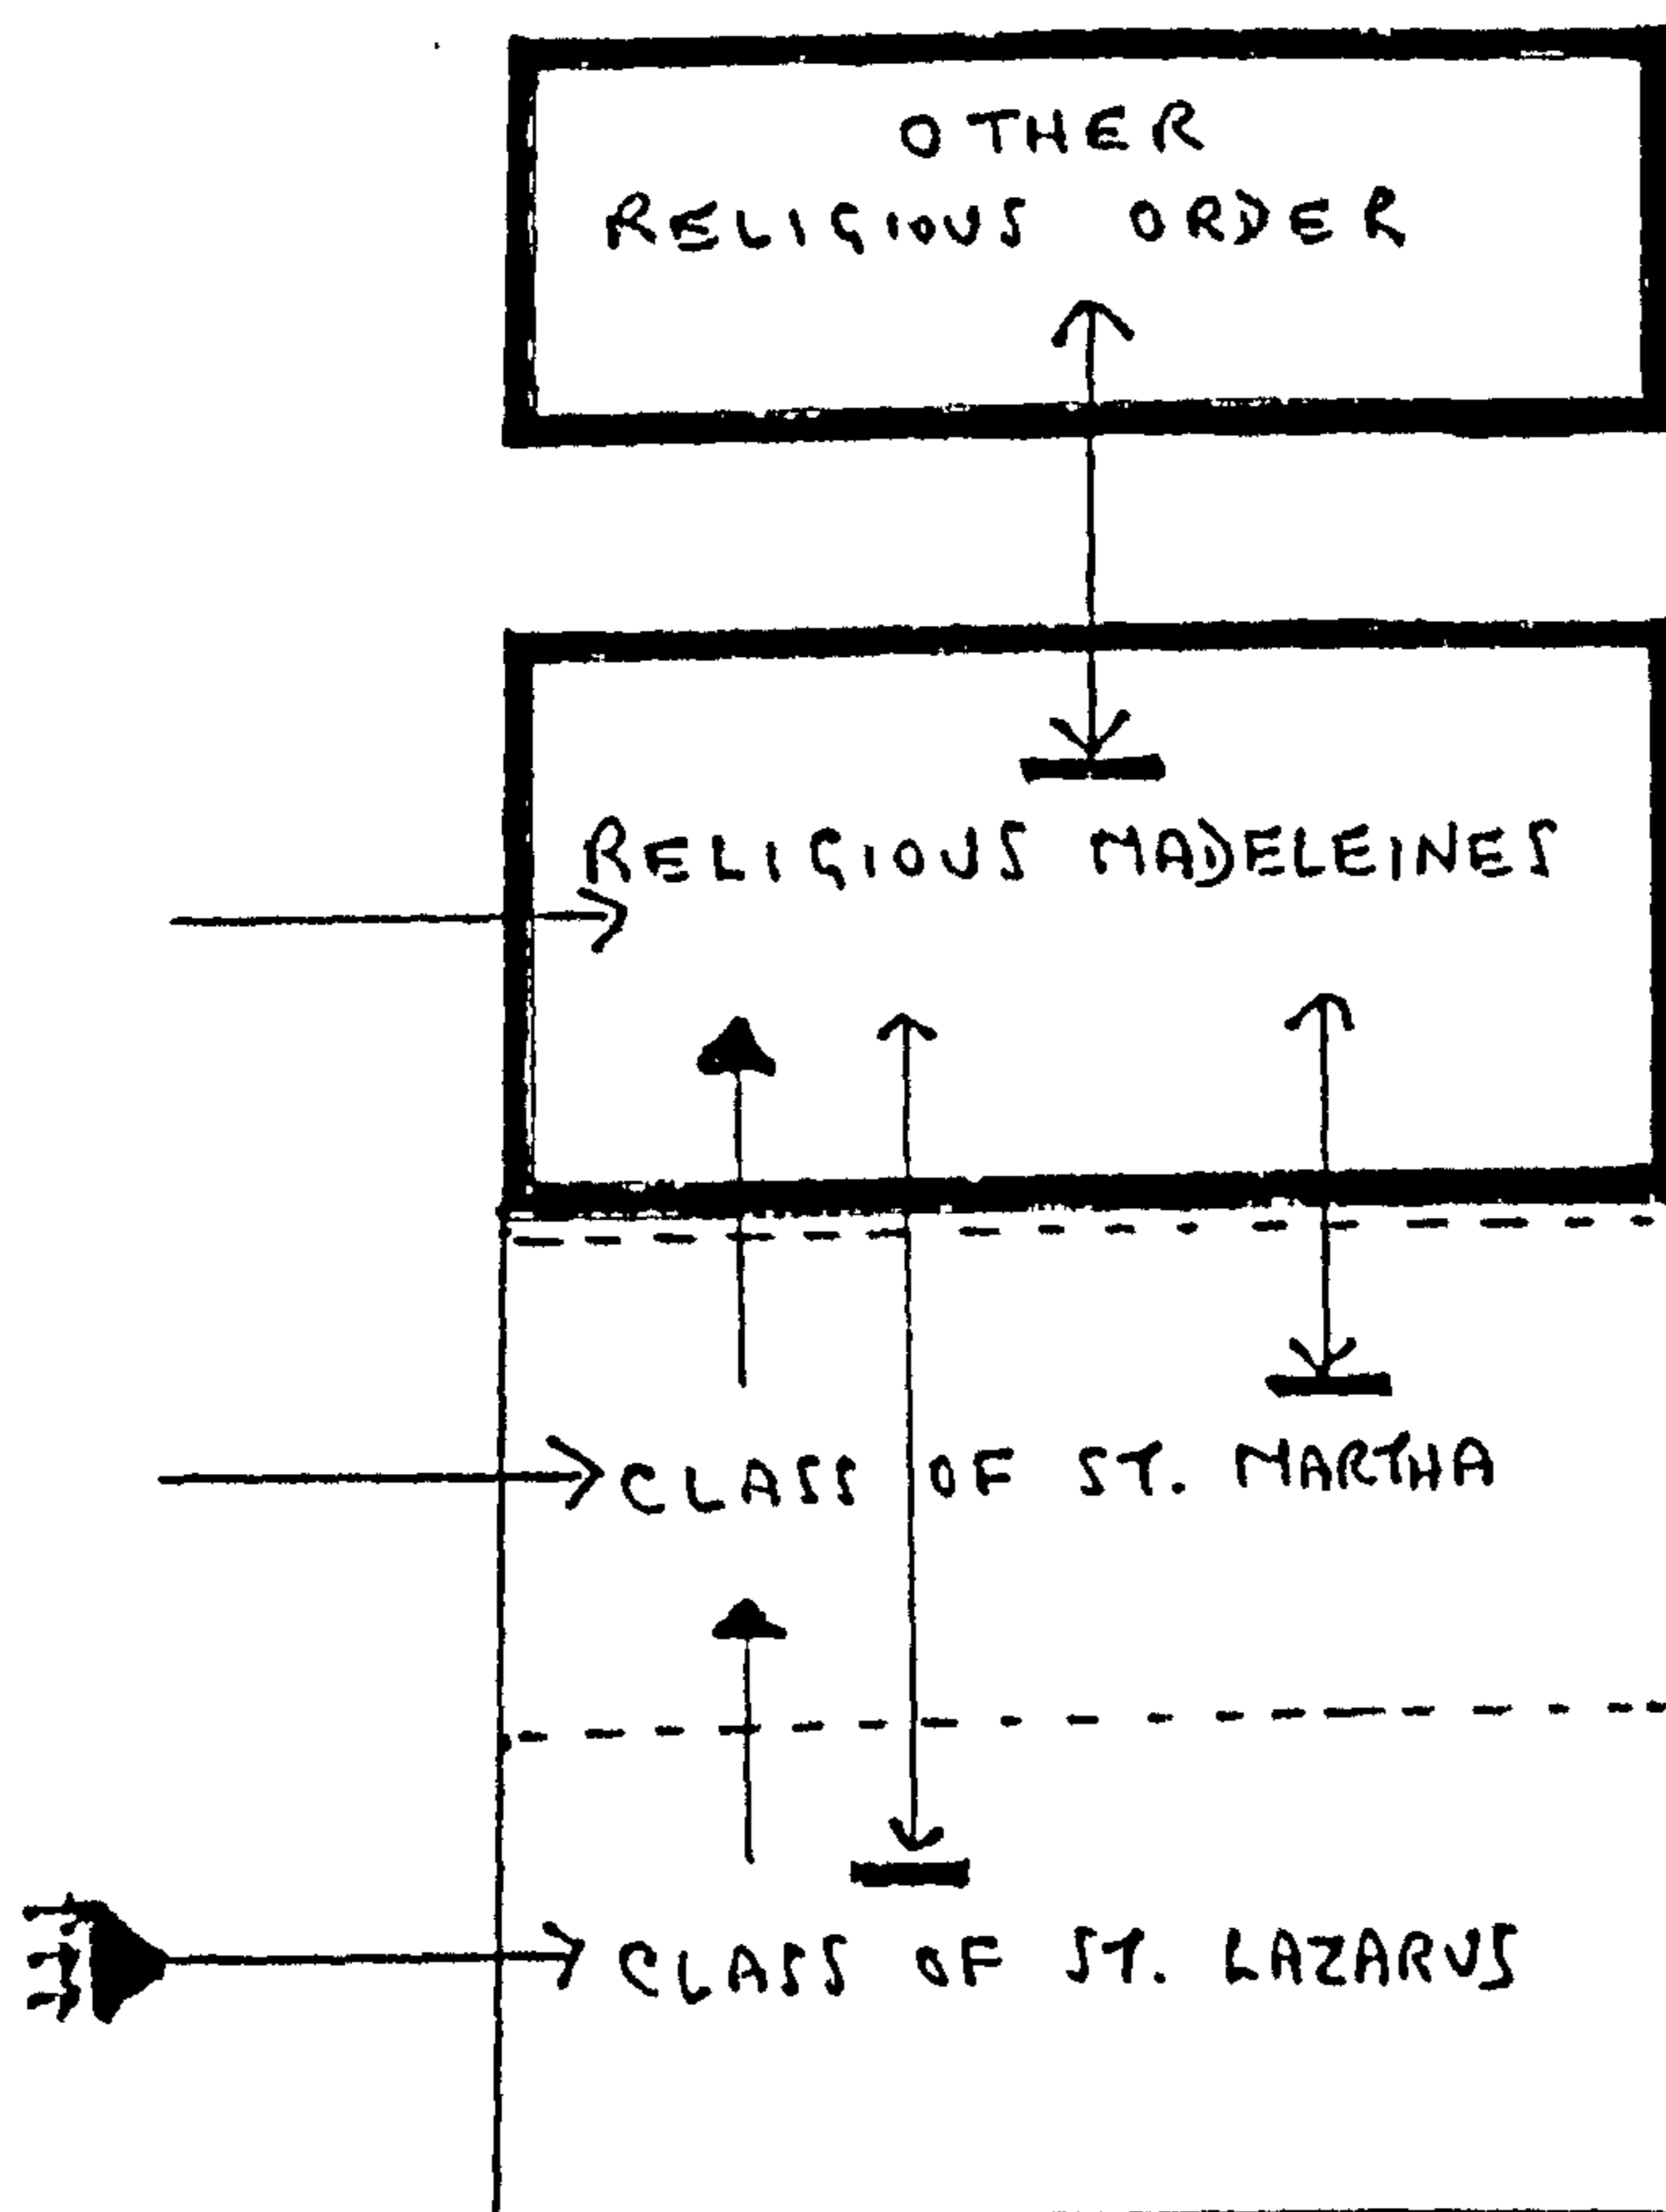 OTHER
RELIGIOUS ORDER
RELIGIOUS MADELEINES
CLASS OF ST. MARTHA
CLASS OF ST. LAZARUS